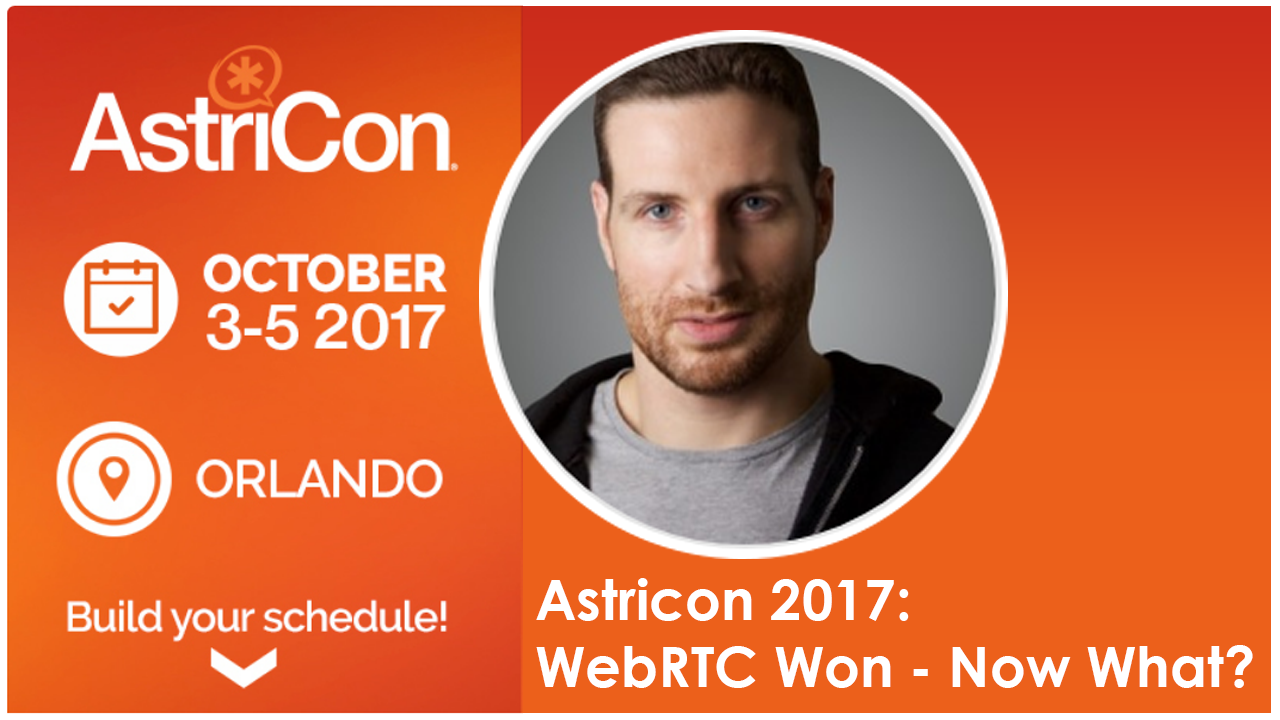 AstriCon®
OCTOBER
3-5 2017
ORLANDO
Build your schedule!
Astricon 2017:
WebRTC Won - Now What?